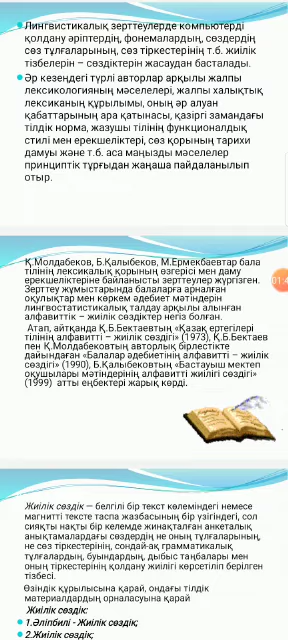 Лингвистикалық зерттеулерде компьютерді
қолдану әріптердің, фонемалардың, сөздердің
сөз тұлғаларының, сөз тіркестерінің т.б. жиілік
тізбелерін – сөздіктерін жасаудан басталады.
Әр кезеңдегі түрлі авторлар арқылы жалпы
лексикологияның мәселелері, жалпы халықтық
лексиканың құрылымы, оның әр алуан
қабаттарының ара қатынасы, қазіргі замандағы
тілдік норма, жазушы тілінің функционалдық
стилі мен ерекшеліктері, сөз қорының тарихи
дамуы және т.б. аса маңызды мәселелер
принциптік тұрғыдан жаңаша пайдаланылып
отыр.
Қ.Молдабеков, Б.Қалыбеков, М.Ермекбаевтар бала
тілінің лексикалық қорының өзгерісі мен даму
ерекшеліктеріне байланысты зерттеулер жүргізген.
Зерттеу жұмыстарында балаларға арналған
оқулықтар мен көркем әдебиет мәтіндерін
лингвостатистикалық талдау арқылы алынған
алфавиттік – жиілік сөздіктер негіз болған.
Атап, айтқанда Қ.Б.Бектаевтың «Қазақ ертегілері
тілінің алфавитті – жиілік сөздігі» (1973), Қ.Б.Бектаев
пен Қ.Молдабековтың авторлық бірлестікте
дайындаған «Балалар әдебиетінің алфавитті – жиілік
сөздігі» (1990), Б.Қалыбековтың «Бастауыш мектеп
оқушылары мәтіндерінің алфавитті жиілігі сөздігі»
(1999) атты еңбектері жарық көрді.
Жиілік сөздік — белгілі бір текст көлеміндегі немесе
магнитті тексте таспа жазбасының бір үзігіндегі, сол
сияқты нақты бір келемде жинақталған анкеталық
анықтамалардағы сөздердің не оның тұлғаларының,
не сөз тіркестерінің, сондай-ақ грамматикалық
тұлғалардың, буындардың, дыбыс таңбалары мен
оның тіркестерінің қолдану жиілігі көрсетіліп берілген
тізбесі.
Өзіндік құрылысына қарай, ондағы тілдік
материалдардың орналасуына қарай
Жиілік сөздік:
1.Әліпбилі - Жиілік сөздік;
2.Жиілік сөздік;